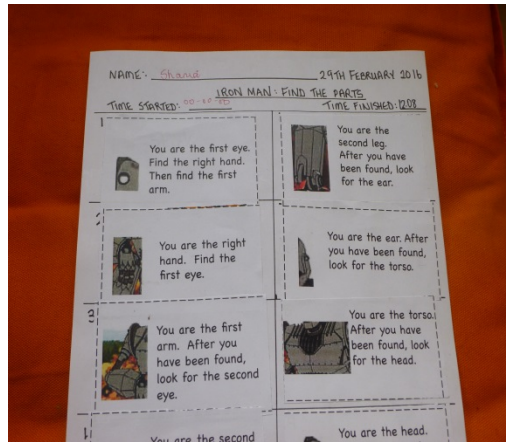 NAME:- Shanié
29TH FEBRUARY 2016
IRON MAN: FIND THE PARTS
TIME STARTED:
TIME FINISHED: 1208
1
You are the first eye.
Find the right hand.
Then find the first
arm.
You are the right
hand. Find the
first eye.
You are the first
arm. After you
have been found,
look for the second
eye.
You are the second
You are the
second leg.
After you have
been found, look
for the ear.
You are the ear. After
you have been found,
look for the torso.
You are the torso.
After you have
been found, look
for the head.
You are the head.